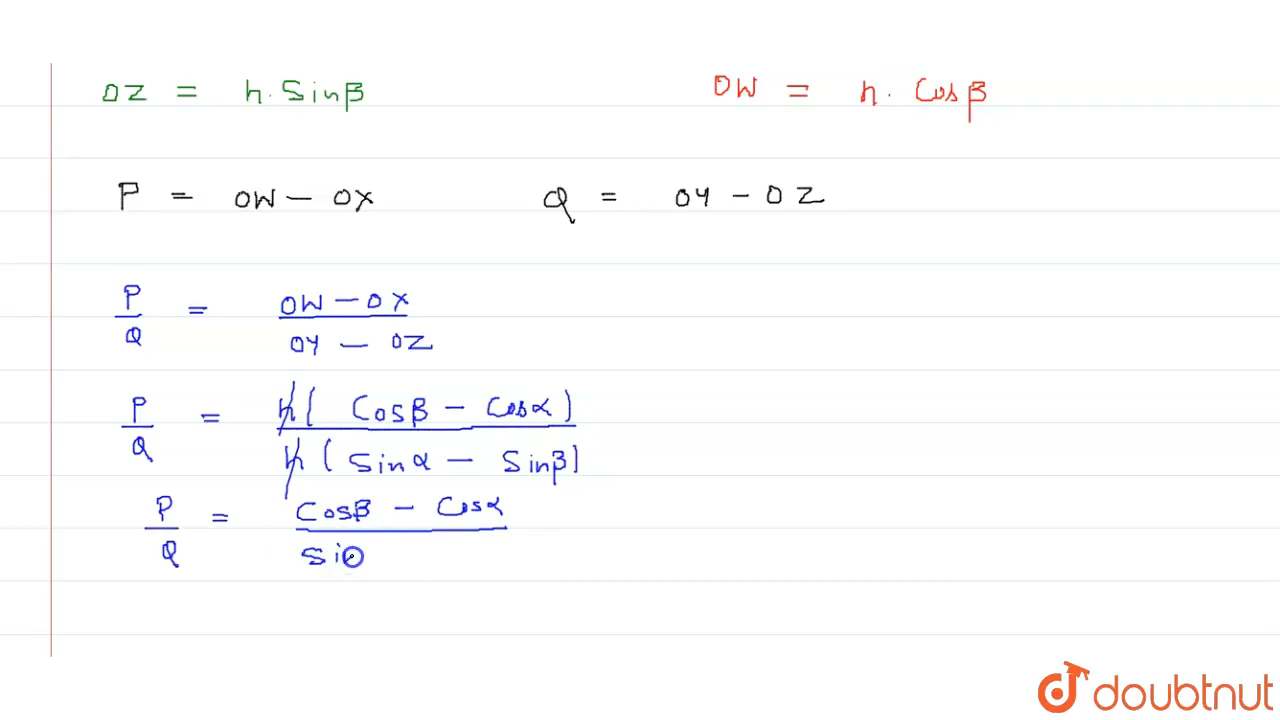 OZ = h. Sinβ
OW = h. Cosβ
P = OW - OX
Q = OY - OZ
P/Q = OW - OX / OY - OZ
P/Q = h( Cosβ - Cosα) / h( Sinα - Sinβ)
P/Q = Cosβ - Cosα / Sin
doubtnut